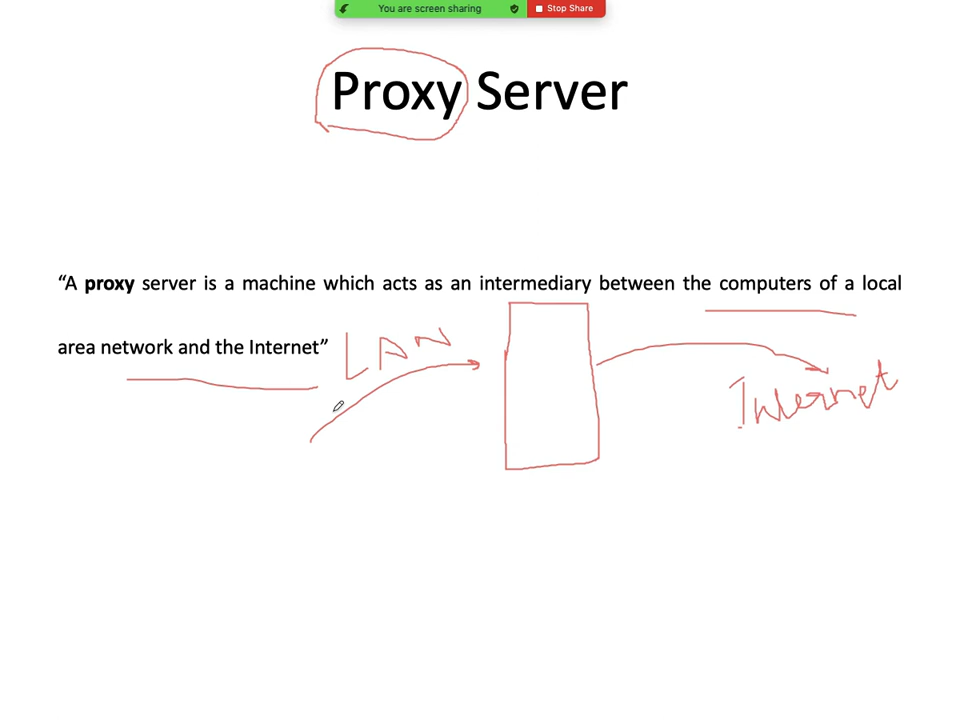 You are screen sharing Stop Share
Proxy Server
“A proxy server is a machine which acts as an intermediary between the computers of a local
area network and the Internet”
LAN
Internet